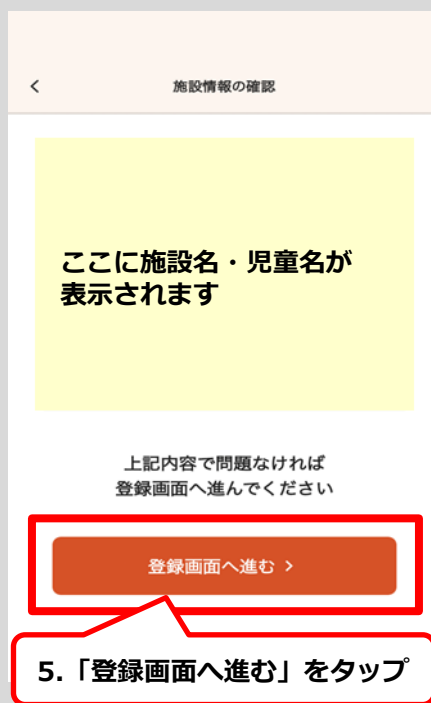 施設情報の確認
ここに施設名・児童名が
表示されます
上記内容で問題なければ
登録画面へ進んでください
登録画面へ進む >
5.「登録画面へ進む」をタップ